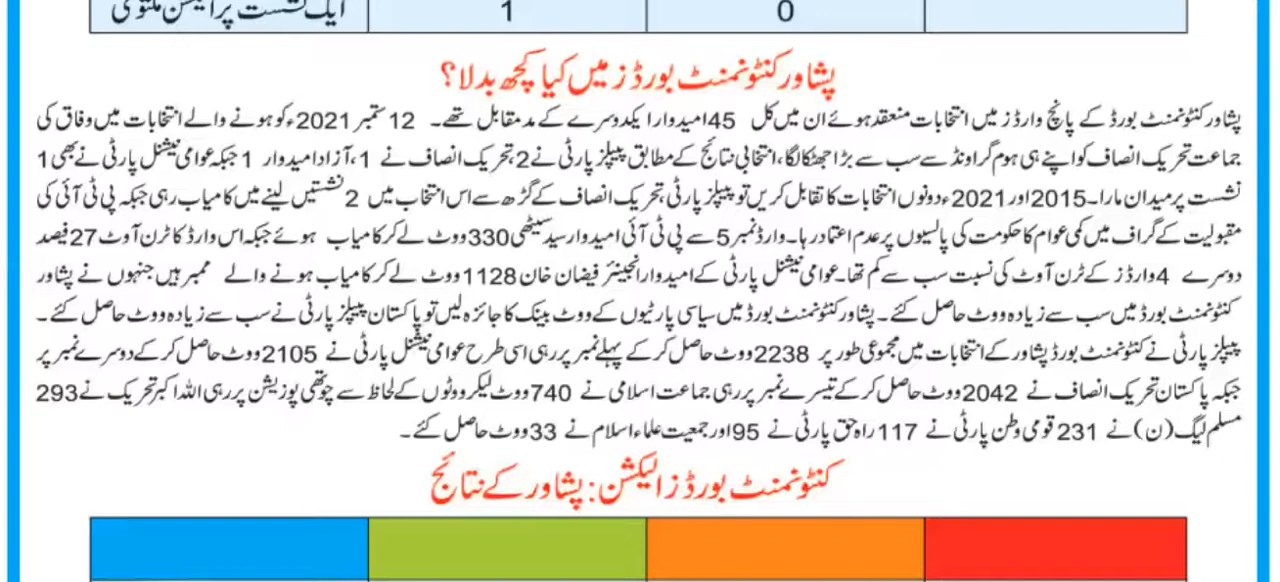 ایک نشست پر الیکشن ملتوی 1 0
پشاور کنٹونمنٹ بورڈز میں کیا کچھ بدلا؟
پشاور کنٹونمنٹ بورڈ کے پانچ وارڈز میں انتخابات منعقد ہوئے ان میں کل 45 امیدوار ایکدوسرے کے مدمقابل تھے۔ 12 ستمبر 2021ء کو ہونے والے انتخابات میں وفاق کی
جماعت تحریک انصاف کو اپنے ہی ہوم گراونڈ سے سب سے بڑا جھٹکا لگا، انتخابی نتائج کے مطابق پیپلز پارٹی نے 2، تحریک انصاف نے 1، آزاد امیدوار 1 جبکہ عوامی نیشنل پارٹی نے بھی 1
نشست پر میدان مارا۔ 2015 اور 2021ء دونوں انتخابات کا تقابل کریں تو پیپلز پارٹی، تحریک انصاف کے گڑھ سے اس انتخاب میں 2 نشستیں لینے میں کامیاب رہی جبکہ پی ٹی آئی کی
مقبولیت کے گراف میں کمی عوام کا حکومت کی پالسیوں پر عدم اعتماد رہا۔ وارڈ نمبر 5 سے پی ٹی آئی امیدوار سید سیٹھی 330 ووٹ لے کر کامیاب ہوئے جبکہ اس وارڈ کا ٹرن آوٹ 27 فیصد
دوسرے 4 وارڈز کے ٹرن آوٹ کی نسبت سب سے کم تھا۔ عوامی نیشنل پارٹی کے امیدوار انجینئر فیضان خان 1128 ووٹ لے کر کامیاب ہونے والے ممبر ہیں جنہوں نے پشاور
کنٹونمنٹ بورڈ میں سب سے زیادہ ووٹ حاصل کئے۔ پشاور کنٹونمنٹ بورڈ میں سیاسی پارٹیوں کے ووٹ بینک کا جائزہ لیں تو پاکستان پیپلز پارٹی نے سب سے زیادہ ووٹ حاصل کئے۔
پیپلز پارٹی نے کنٹونمنٹ بورڈ پشاور کے انتخابات میں مجموعی طور پر 2238 ووٹ حاصل کر کے پہلے نمبر پر رہی اسی طرح عوامی نیشنل پارٹی نے 2105 ووٹ حاصل کر کے دوسرے نمبر پر
جبکہ پاکستان تحریک انصاف نے 2042 ووٹ حاصل کر کے تیسرے نمبر پر رہی جماعت اسلامی نے 740 ووٹ لیکر ووٹوں کے لحاظ سے چوتھی پوزیشن پر رہی اللہ اکبر تحریک نے 293
مسلم لیگ (ن) نے 231 قومی وطن پارٹی نے 117 راہ حق پارٹی نے 95 اور جمعیت علماء اسلام نے 33 ووٹ حاصل کئے۔
کنٹونمنٹ بورڈز الیکشن: پشاور کے نتائج